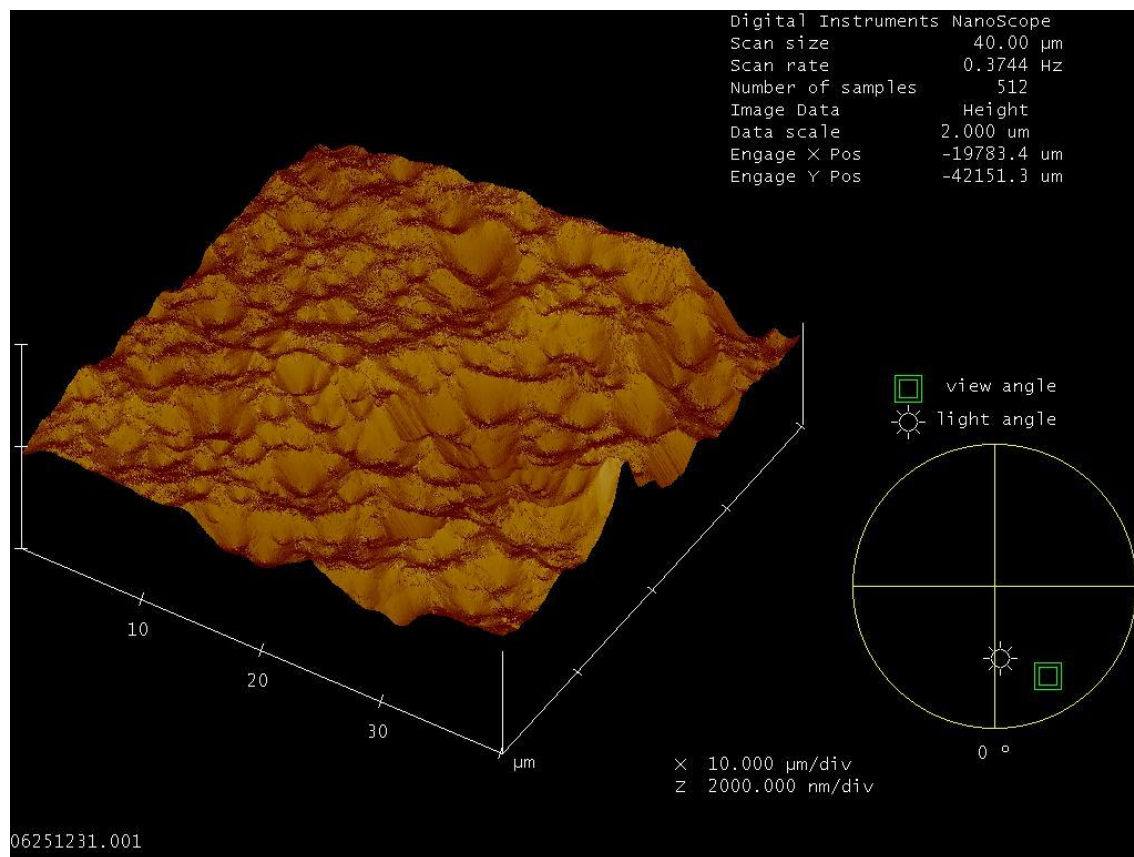 Digital Instruments NanoScope
Scan size 40.00 µm
Scan rate 0.3744 Hz
Number of samples 512
Image Data Height
Data scale 2.000 um
Engage X Pos -19783.4 um
Engage Y Pos -42151.3 um
view angle
light angle
10
20
30
µm
0 º
X 10.000 µm/div
Z 2000.000 nm/div
06251231.001